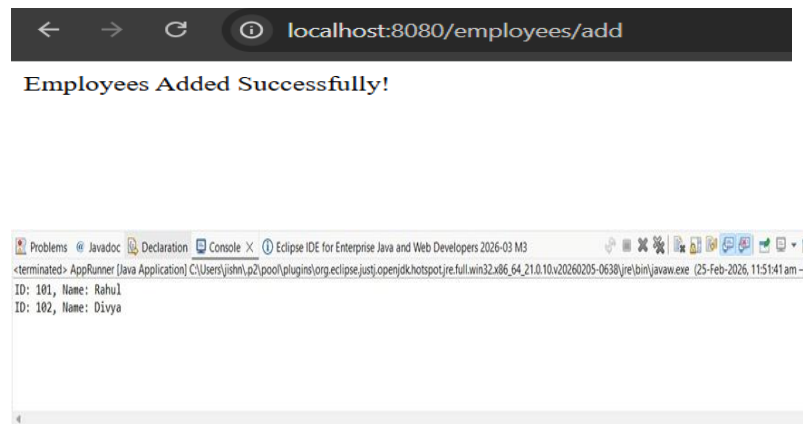 localhost:8080/employees/add
Employees Added Successfully!
Problems @ Javadoc Declaration Console × Eclipse IDE for Enterprise Java and Web Developers 2026-03 M3
<terminated> AppRunner [Java Application] C:\Users\jishn\.p2\pool\plugins\org.eclipse.justj.openjdk.hotspot.jre.full.win32.x86_64_21.0.10.v20260205-0638\jre\bin\javaw.exe (25-Feb-2026, 11:51:41 am –
ID: 101, Name: Rahul
ID: 102, Name: Divya